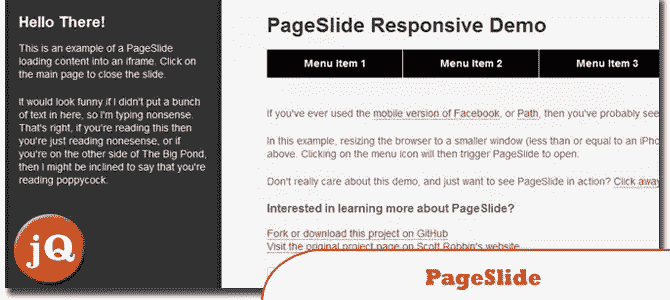 Hello There!
This is an example of a PageSlide
loading content into an iframe. Click on
the main page to close the slide.
It would look funny if I didn't put a bunch
of text in here, so I'm typing nonsense.
That's right, if you're reading this then
you're just reading nonesense, or if
you're on the other side of The Big Pond,
then I might be inclined to say that you're
reading poppycock.
jQ
PageSlide Responsive Demo
Menu Item 1 Menu Item 2 Menu Item 3
If you've ever used the mobile version of Facebook, or Path, then you've probably see
In this example, resizing the browser to a smaller window (less than or equal to an iPho
above. Clicking on the menu icon will then trigger PageSlide to open.
Don't really care about this demo, and just want to see PageSlide in action? Click away
Interested in learning more about PageSlide?
Fork or download this project on GitHub
Visit the original project page on Scott Robbin's website
PageSlide